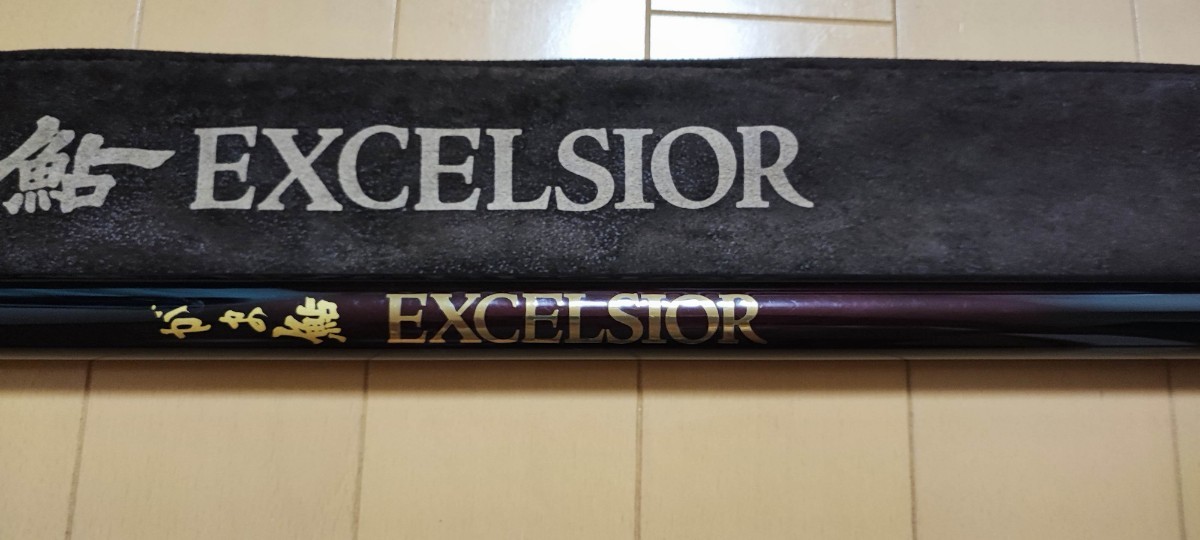 鮎 EXCELSIOR
がま鮎 EXCELSIOR